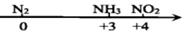 N₂ NH₃ NO₂
0 +3 +4